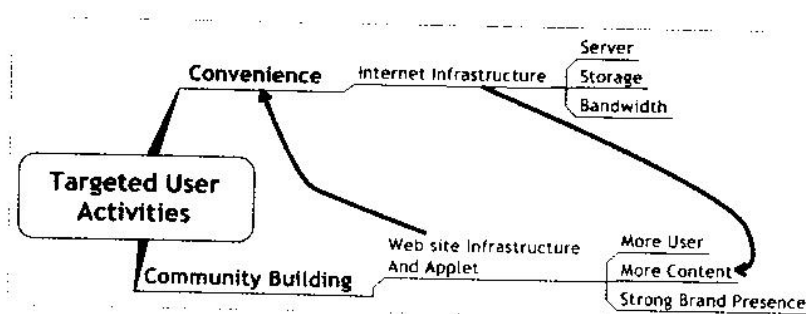 Server
Convenience
Internet Infrastructure
Storage
Bandwidth
Targeted User
Activities
Web site Infrastructure
And Applet
More User
Community Building
More Content
Strong Brand Presence